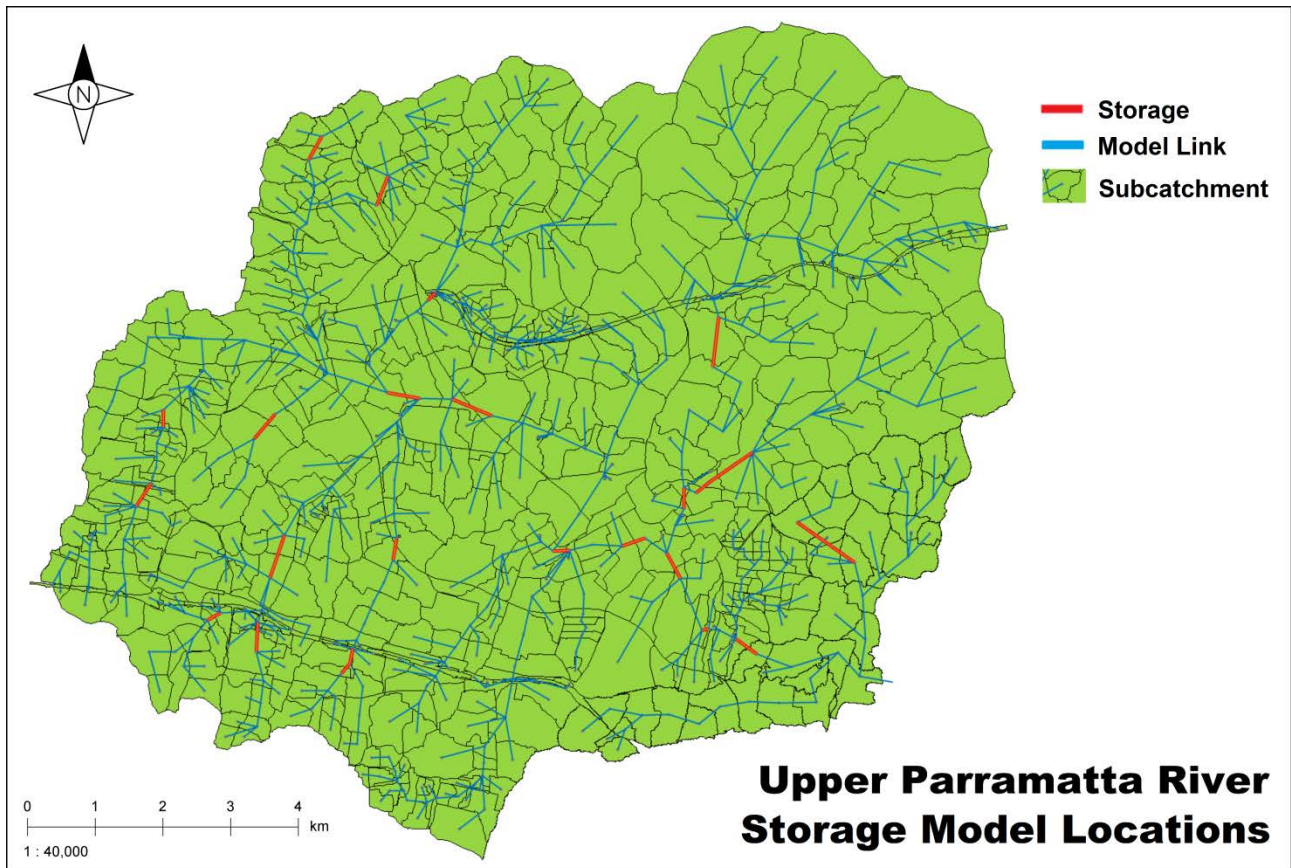 N
Storage
Model Link
Subcatchment
Upper Parramatta River
Storage Model Locations
0 1 2 3 4
km
1 : 40,000